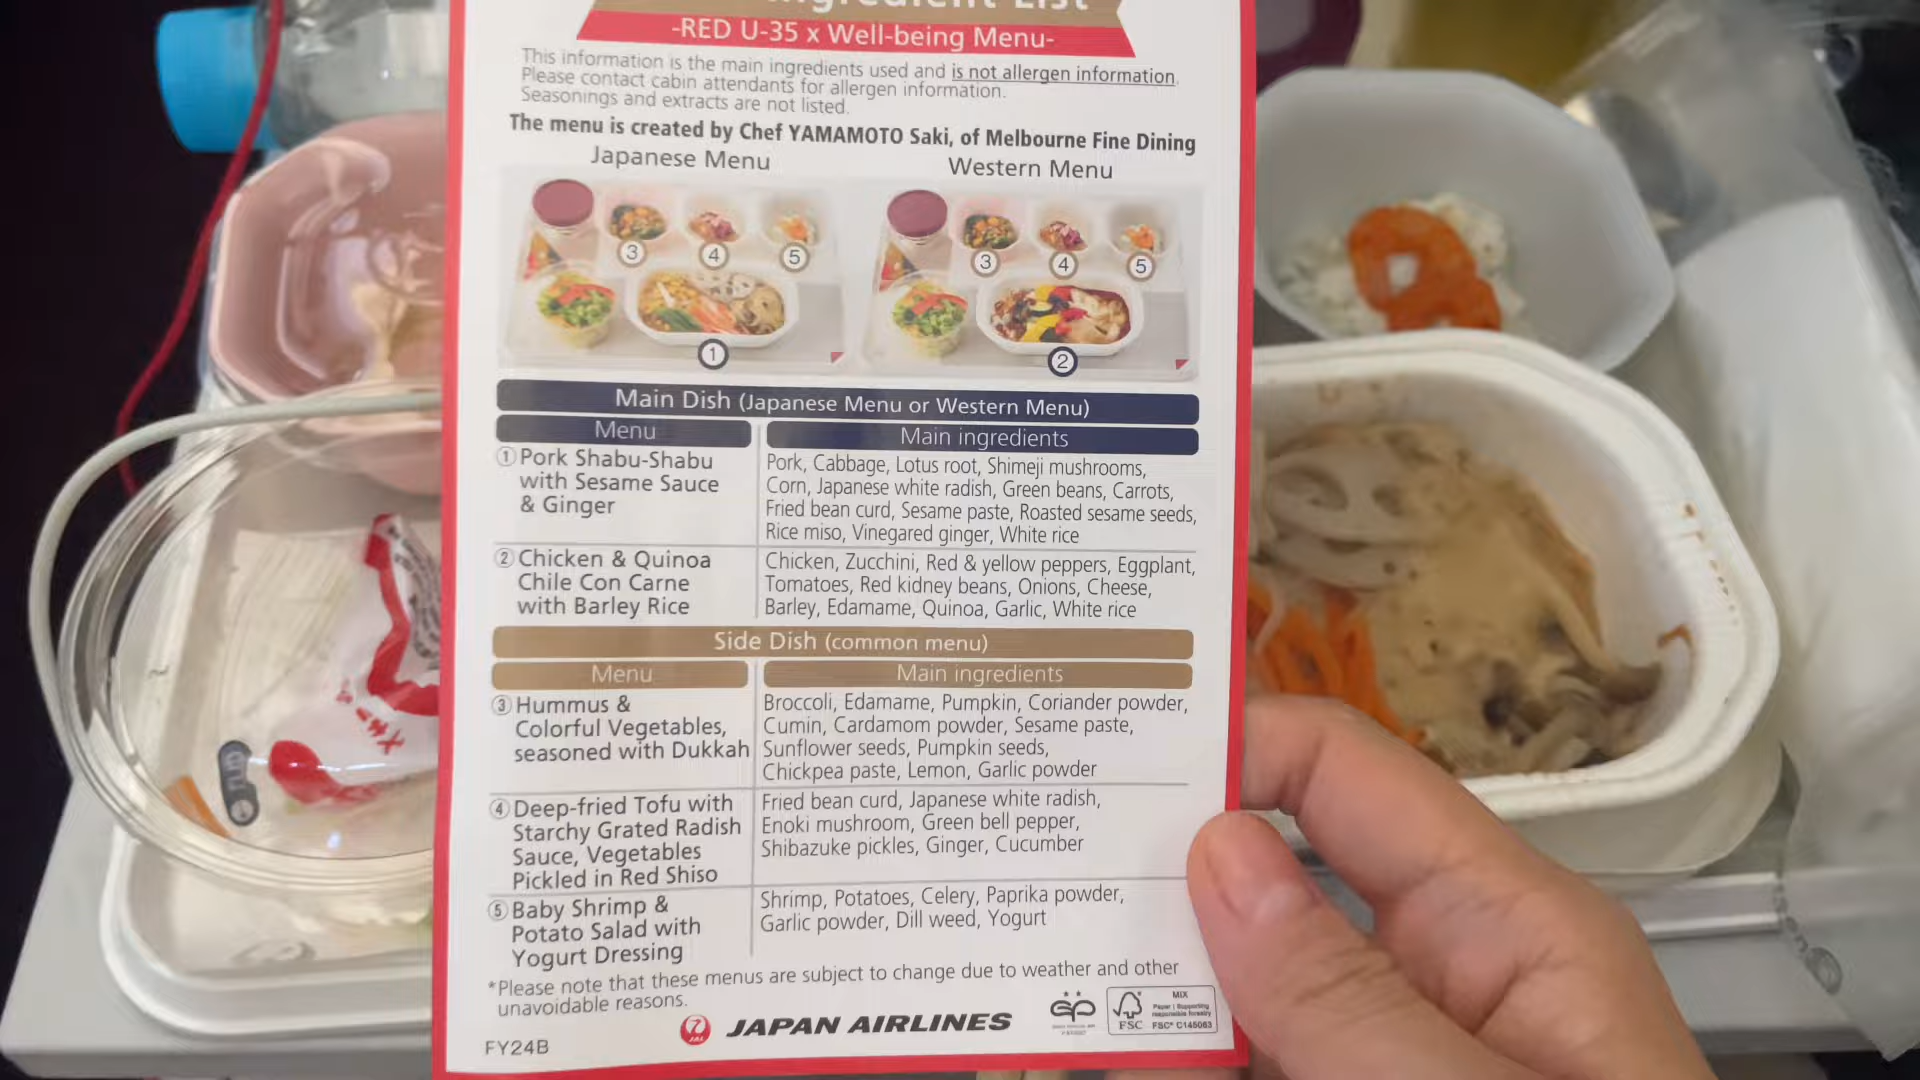 Ingredient List
-RED U-35 x Well-being Menu-
This information is the main ingredients used and is not allergen information.
Please contact cabin attendants for allergen information.
Seasonings and extracts are not listed.
The menu is created by Chef YAMAMOTO Saki, of Melbourne Fine Dining
Japanese Menu
Western Menu
3
4
5
1
3
4
5
2
Main Dish (Japanese Menu or Western Menu)
Menu
Main ingredients
① Pork Shabu-Shabu
with Sesame Sauce
& Ginger
Pork, Cabbage, Lotus root, Shimeji mushrooms,
Corn, Japanese white radish, Green beans, Carrots,
Fried bean curd, Sesame paste, Roasted sesame seeds,
Rice miso, Vinegared ginger, White rice
② Chicken & Quinoa
Chile Con Carne
with Barley Rice
Chicken, Zucchini, Red & yellow peppers, Eggplant,
Tomatoes, Red kidney beans, Onions, Cheese,
Barley, Edamame, Quinoa, Garlic, White rice
Side Dish (common menu)
Menu
Main ingredients
③ Hummus &
Colorful Vegetables,
seasoned with Dukkah
Broccoli, Edamame, Pumpkin, Coriander powder,
Cumin, Cardamom powder, Sesame paste,
Sunflower seeds, Pumpkin seeds,
Chickpea paste, Lemon, Garlic powder
④ Deep-fried Tofu with
Starchy Grated Radish
Sauce, Vegetables
Pickled in Red Shiso
Fried bean curd, Japanese white radish,
Enoki mushroom, Green bell pepper,
Shibazuke pickles, Ginger, Cucumber
⑤ Baby Shrimp &
Potato Salad with
Yogurt Dressing
Shrimp, Potatoes, Celery, Paprika powder,
Garlic powder, Dill weed, Yogurt
*Please note that these menus are subject to change due to weather and other
unavoidable reasons.
JAL
JAPAN AIRLINES
GP
FSC
MIX
Paper | Supporting
responsible forestry
FSC® C145063
FY24B